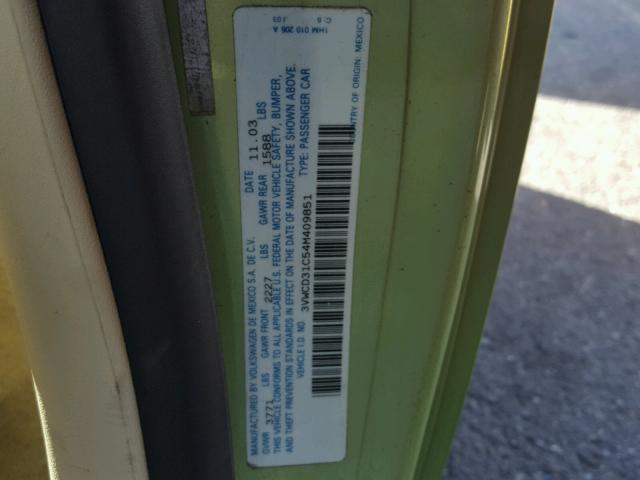 MANUFACTURED BY VOLKSWAGEN DE MEXICO S.A. DE C.V. DATE 11.03
GVWR 3771 LBS GAWR FRONT 2227 LBS GAWR REAR 1588 LBS
THIS VEHICLE CONFORMS TO ALL APPLICABLE U.S. FEDERAL MOTOR VEHICLE SAFETY, BUMPER,
AND THEFT PREVENTION STANDARDS IN EFFECT ON THE DATE OF MANUFACTURE SHOWN ABOVE.
VEHICLE I.D. NO. 3VWCD31C54M409851 TYPE: PASSENGER CAR
COUNTRY OF ORIGIN: MEXICO
1HM 010 206 A C: 6 J 03